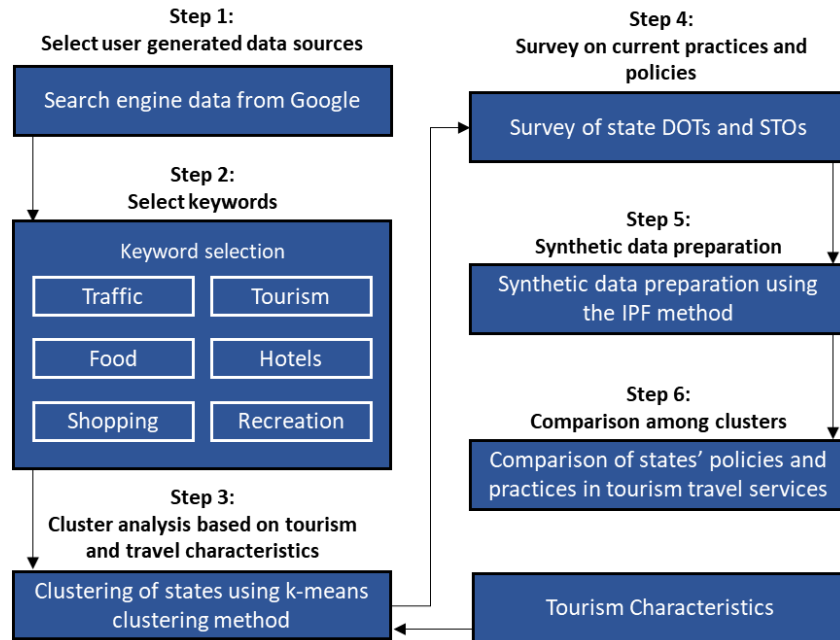 Step 1:
Select user generated data sources
Search engine data from Google
Step 2:
Select keywords
Keyword selection
Traffic
Tourism
Food
Hotels
Shopping
Recreation
Step 3:
Cluster analysis based on tourism
and travel characteristics
Clustering of states using k-means
clustering method
Step 4:
Survey on current practices and
policies
Survey of state DOTs and STOs
Step 5:
Synthetic data preparation
Synthetic data preparation using
the IPF method
Step 6:
Comparison among clusters
Comparison of states’ policies and
practices in tourism travel services
Tourism Characteristics